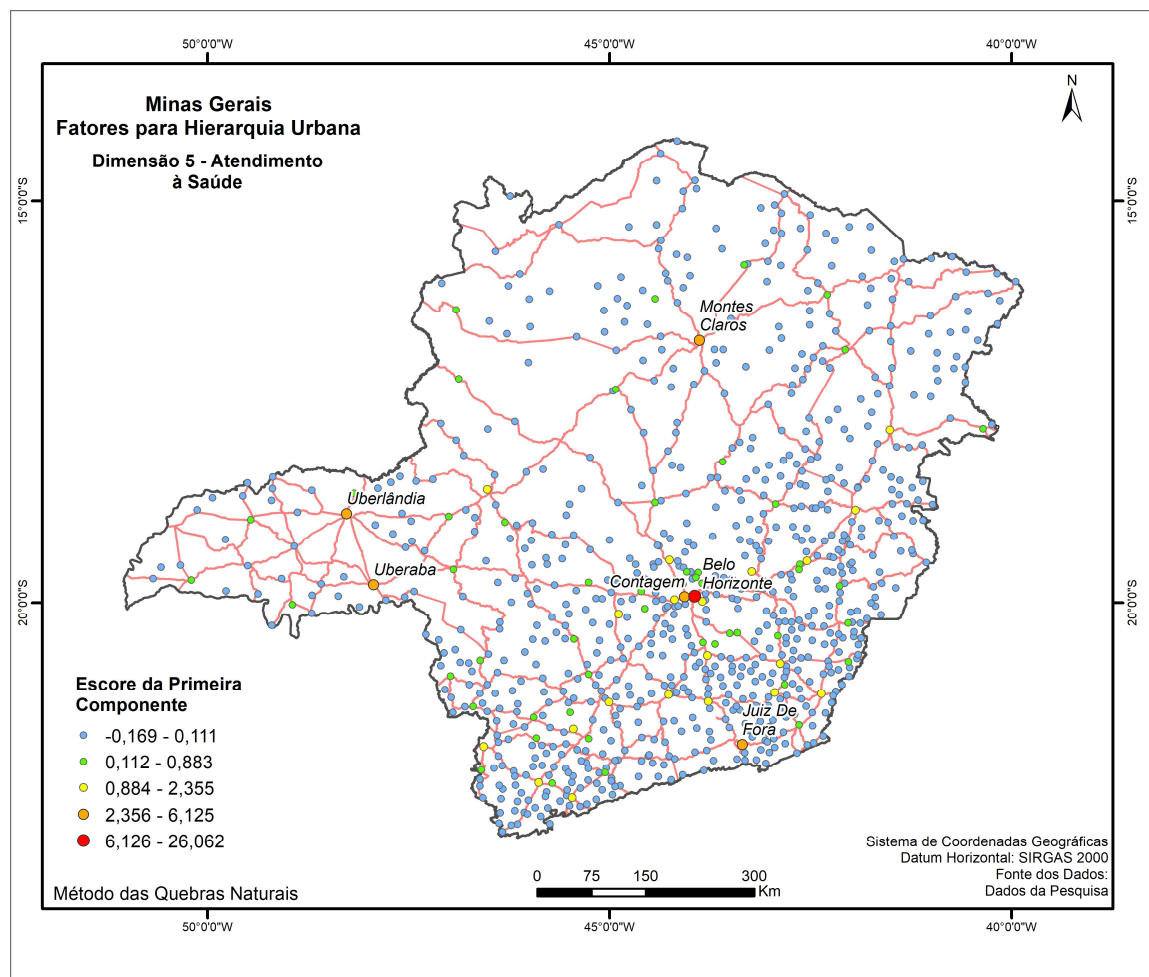 50°0'0"W
45°0'0"W
40°0'0"W
Minas Gerais
Fatores para Hierarquia Urbana
Dimensão 5 - Atendimento
à Saúde
N
15°0'0"S
15°0'0"S
Montes
Claros
Uberlândia
Uberaba
Contagem
Belo
Horizonte
20°0'0"S
20°0'0"S
Juiz De
Fora
Escore da Primeira
Componente
-0,169 - 0,111
0,112 - 0,883
0,884 - 2,355
2,356 - 6,125
6,126 - 26,062
Método das Quebras Naturais
0 75 150 300
Km
Sistema de Coordenadas Geográficas
Datum Horizontal: SIRGAS 2000
Fonte dos Dados:
Dados da Pesquisa
50°0'0"W
45°0'0"W
40°0'0"W